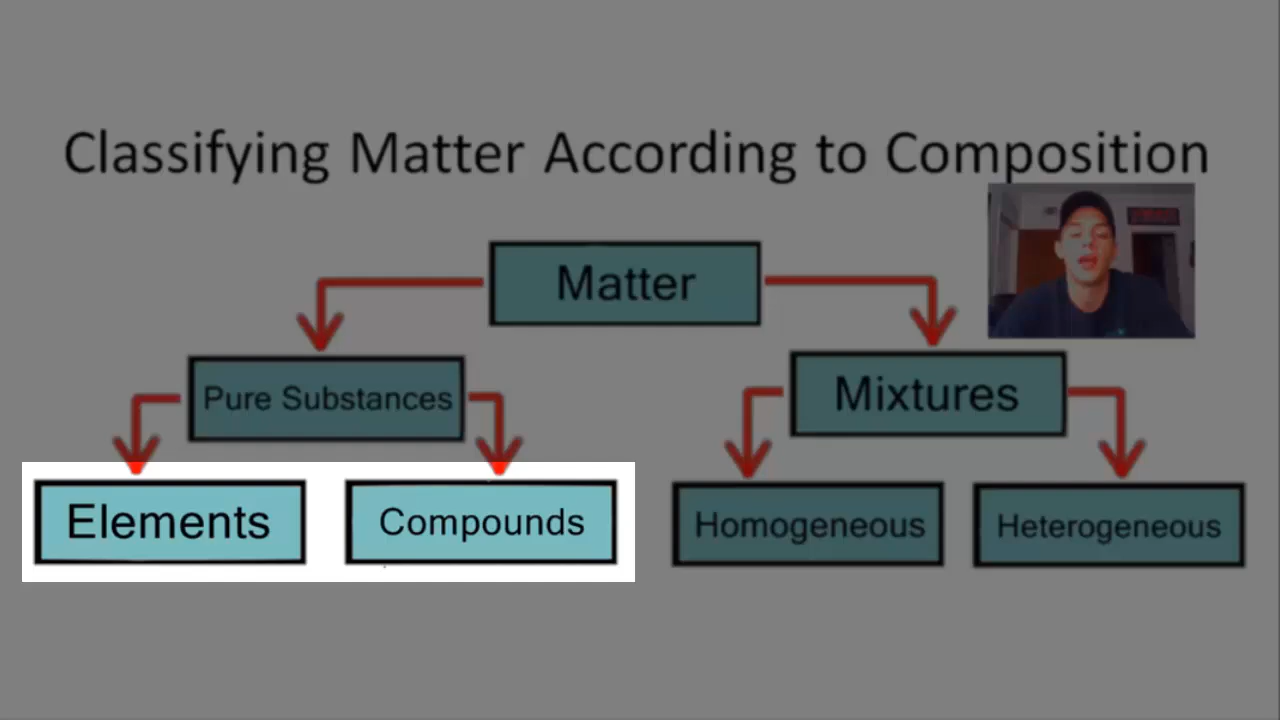 Classifying Matter According to Composition
Matter
Pure Substances
Mixtures
Elements
Compounds
Homogeneous
Heterogeneous